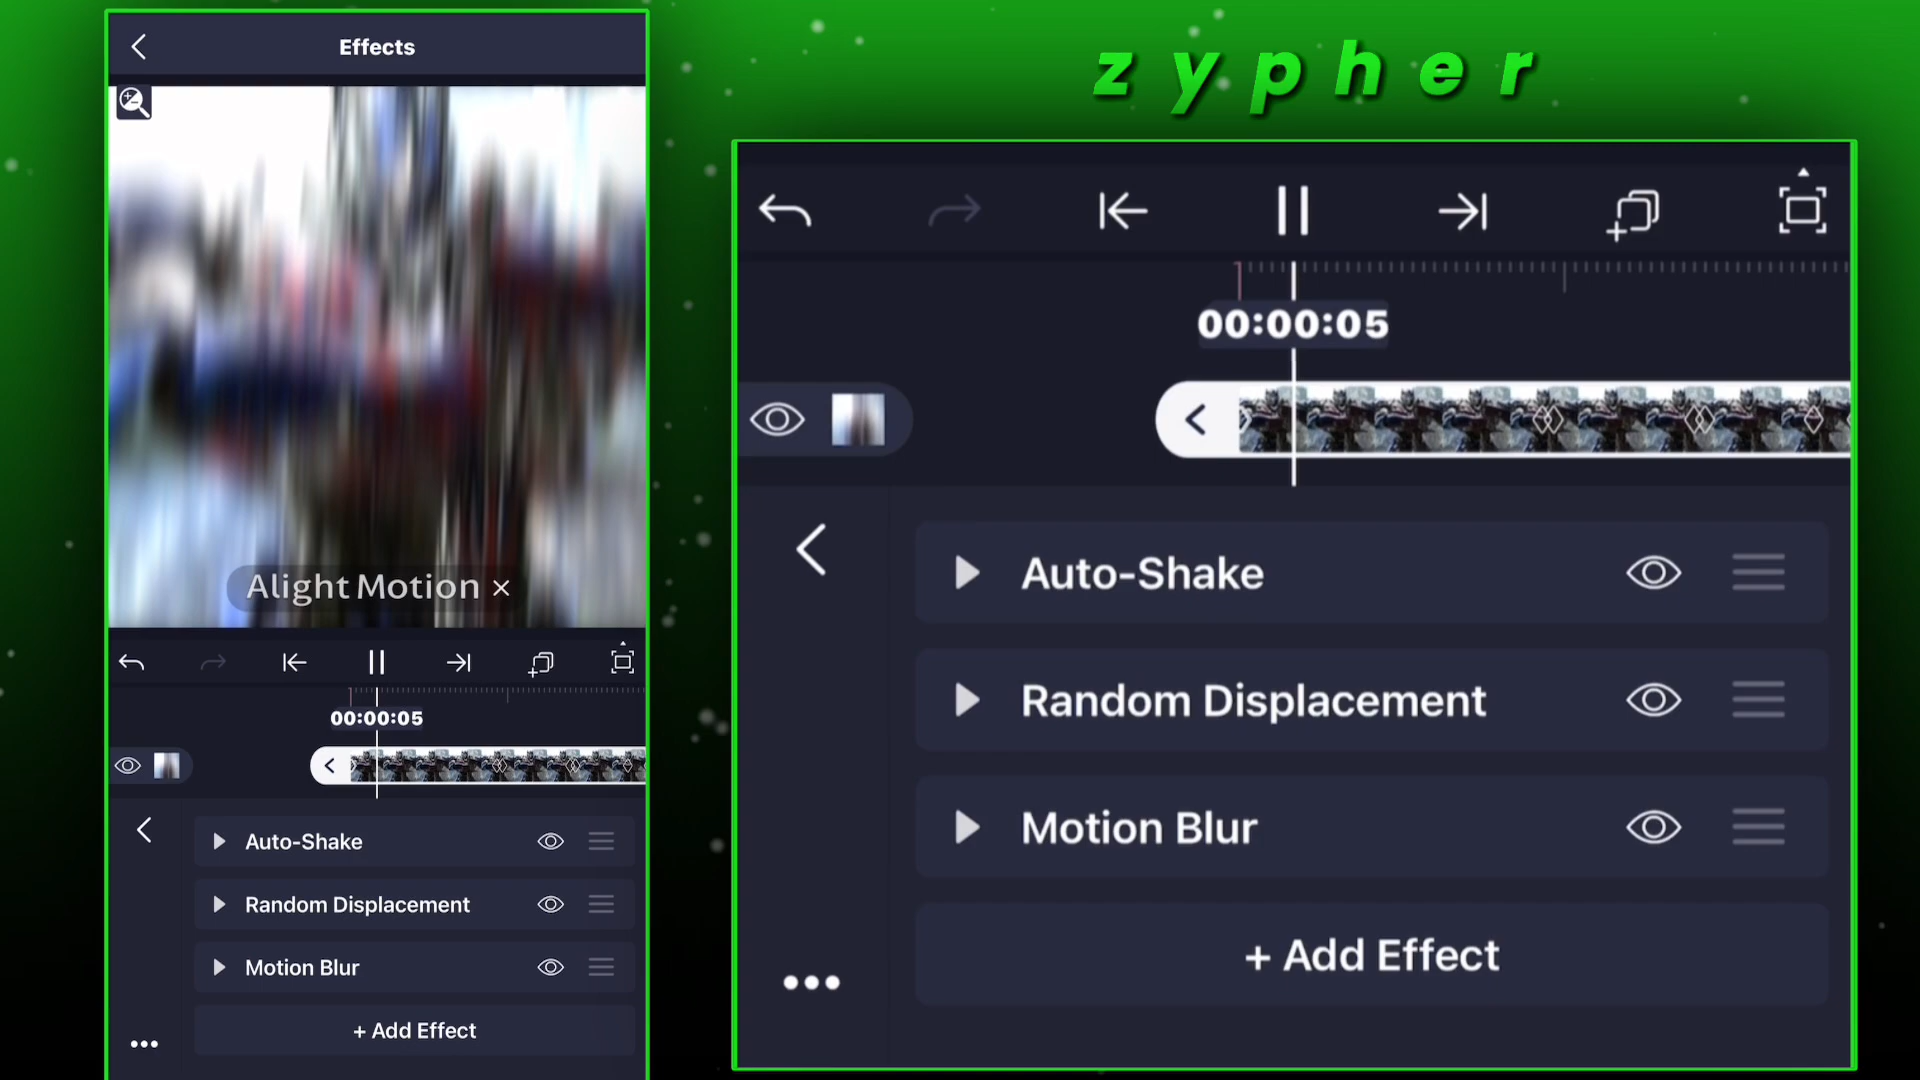 Effects
Alight Motion ×
00:00:05
Auto-Shake
Random Displacement
Motion Blur
+ Add Effect
zypher
00:00:05
Auto-Shake
Random Displacement
Motion Blur
+ Add Effect